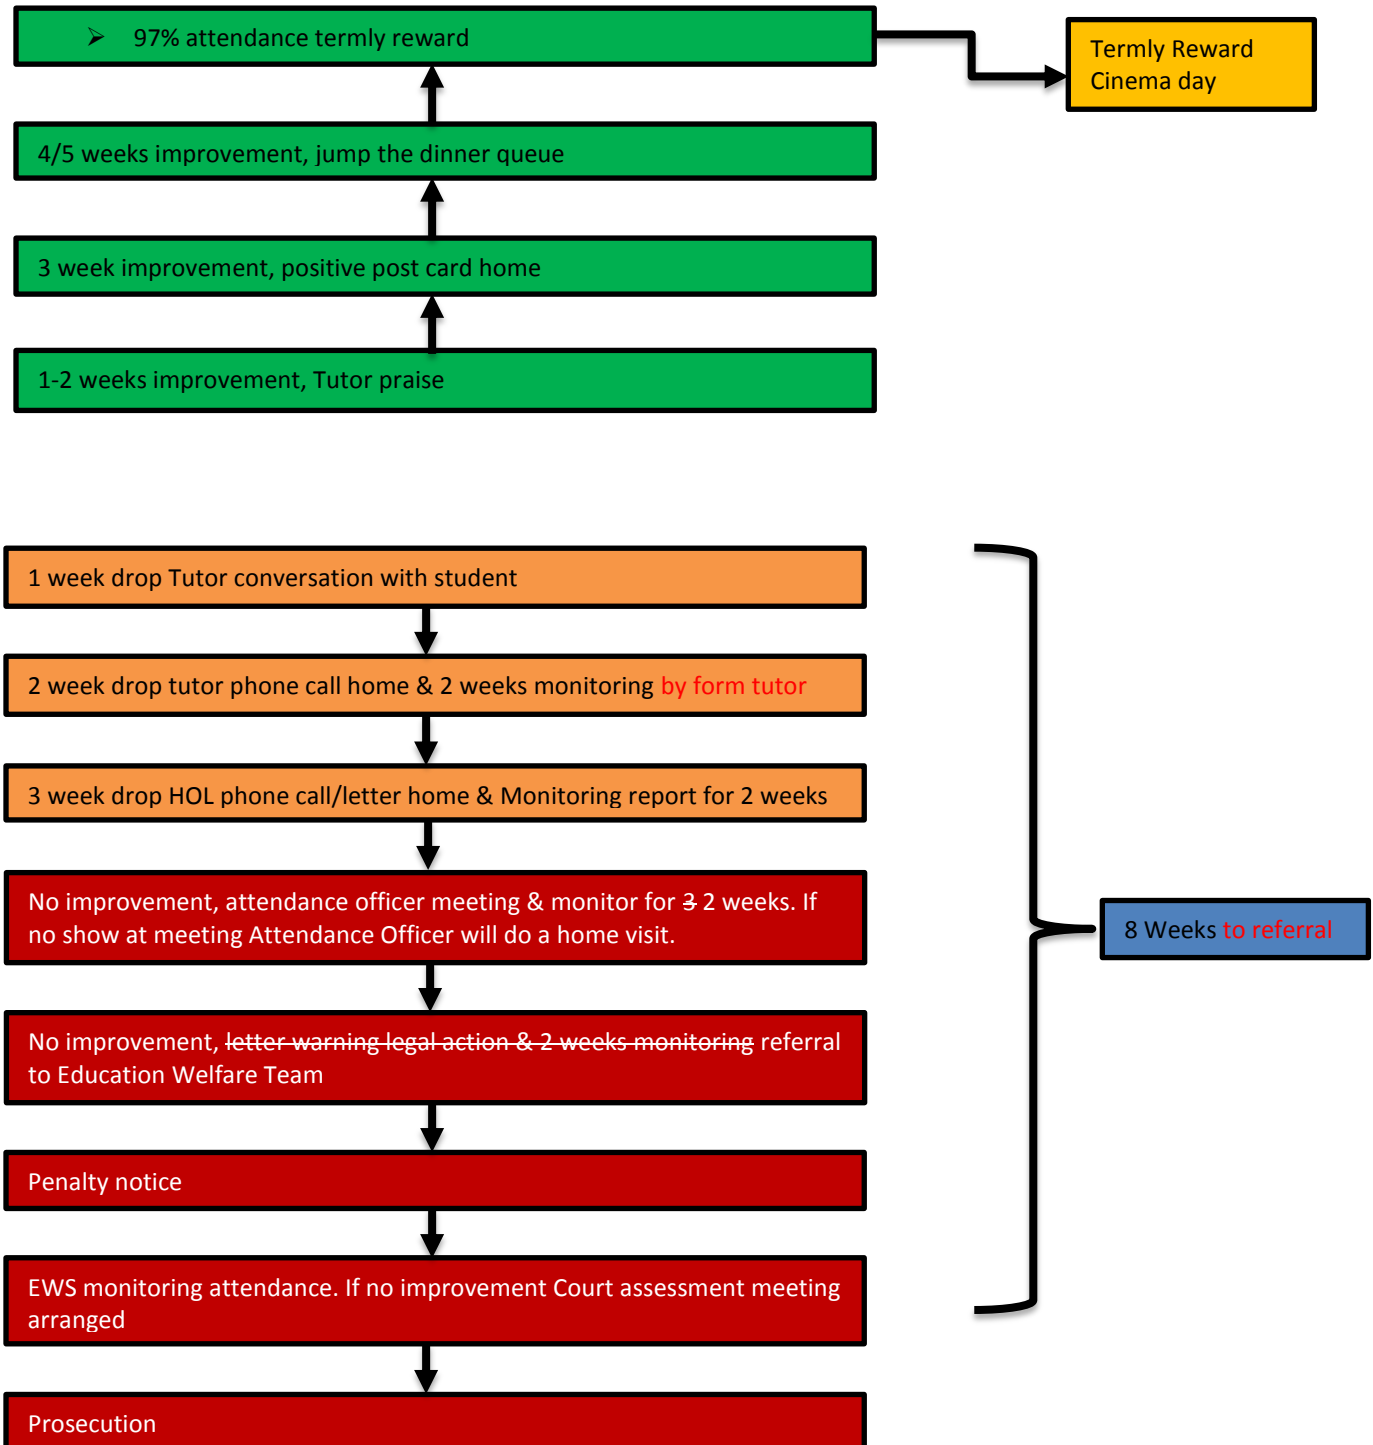 ➢ 97% attendance termly reward
Termly Reward
Cinema day
4/5 weeks improvement, jump the dinner queue
3 week improvement, positive post card home
1-2 weeks improvement, Tutor praise
1 week drop Tutor conversation with student
2 week drop tutor phone call home & 2 weeks monitoring by form tutor
3 week drop HOL phone call/letter home & Monitoring report for 2 weeks
No improvement, attendance officer meeting & monitor for 3 2 weeks. If
no show at meeting Attendance Officer will do a home visit.
8 Weeks to referral
No improvement, letter warning legal action & 2 weeks monitoring referral
to Education Welfare Team
Penalty notice
EWS monitoring attendance. If no improvement Court assessment meeting
arranged
Prosecution